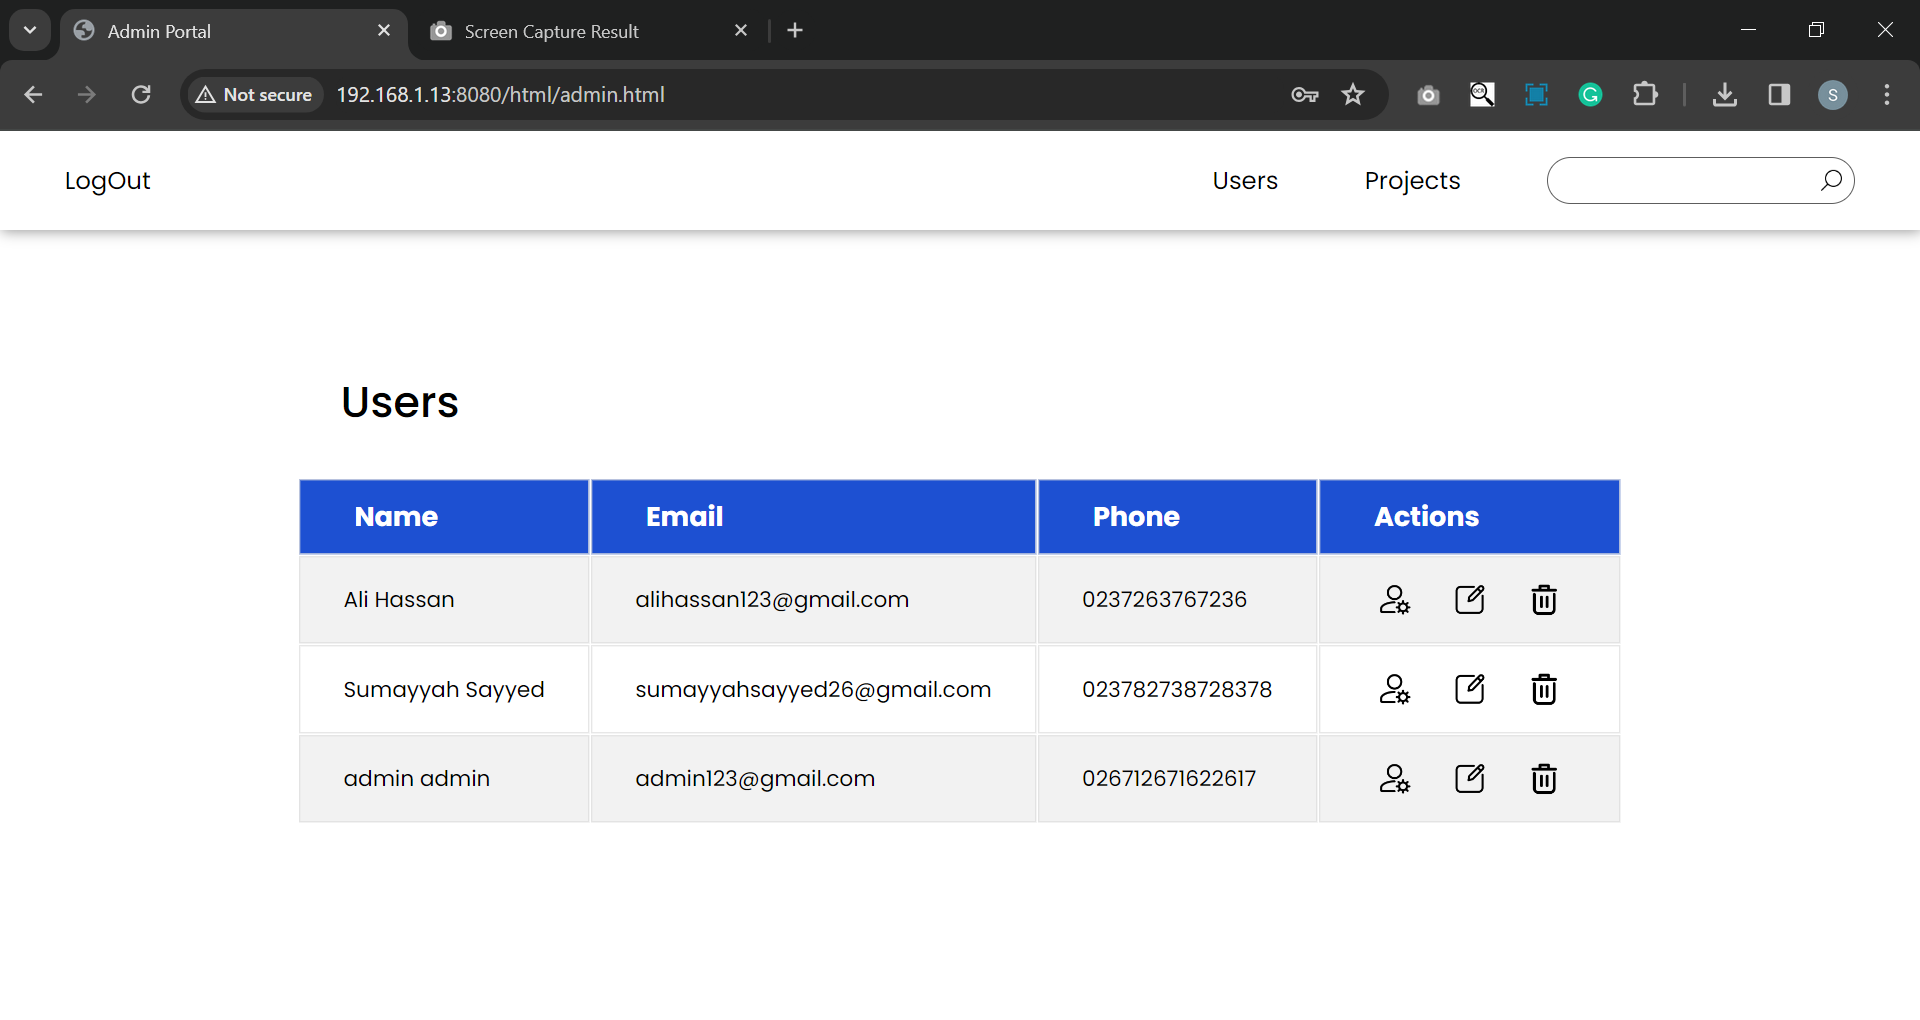 Admin Portal
Screen Capture Result
Not secure
192.168.1.13:8080/html/admin.html
OCR
G
S
LogOut
Users
Projects
Users
Name Email Phone Actions
Ali Hassan alihassan123@gmail.com 0237263767236
Sumayyah Sayyed sumayyahsayyed26@gmail.com 023782738728378
admin admin admin123@gmail.com 026712671622617